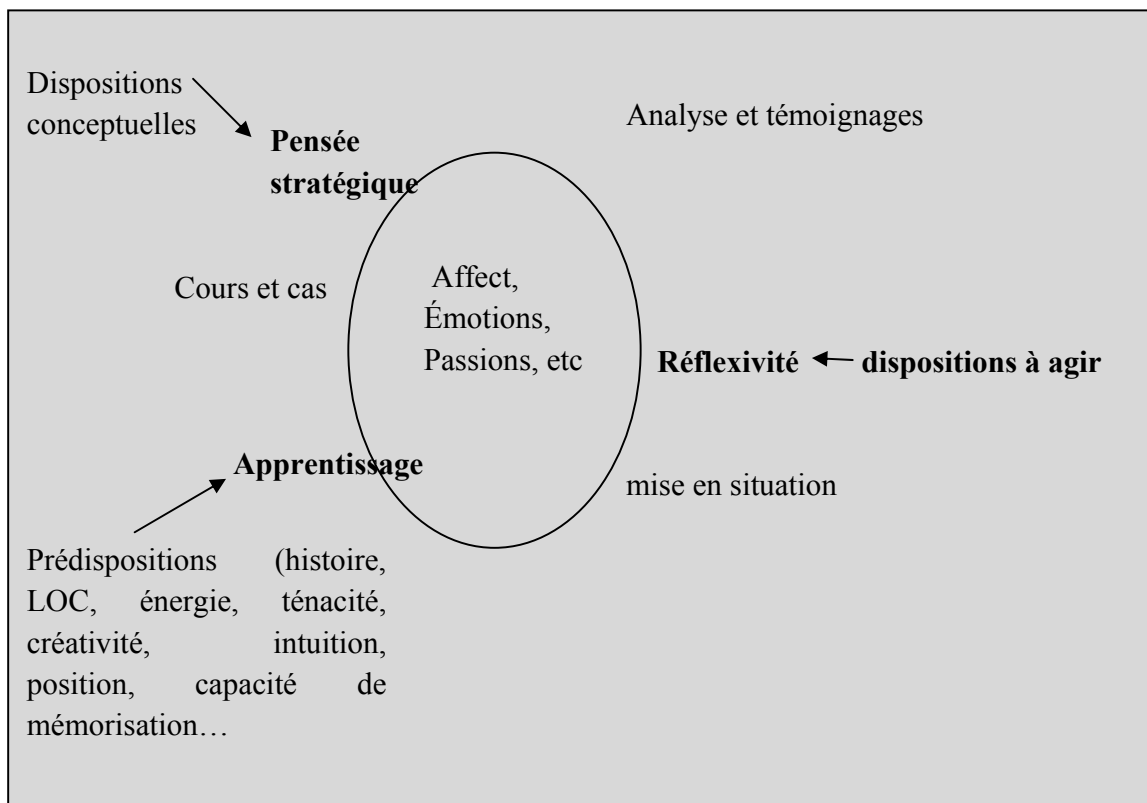 Dispositions
conceptuelles
Analyse et témoignages
Pensée
stratégique
Affect,
Émotions,
Passions, etc
Cours et cas
Réflexivité
dispositions à agir
Apprentissage
mise en situation
Prédispositions (histoire,
LOC, énergie, ténacité,
créativité, intuition,
position, capacité de
mémorisation…